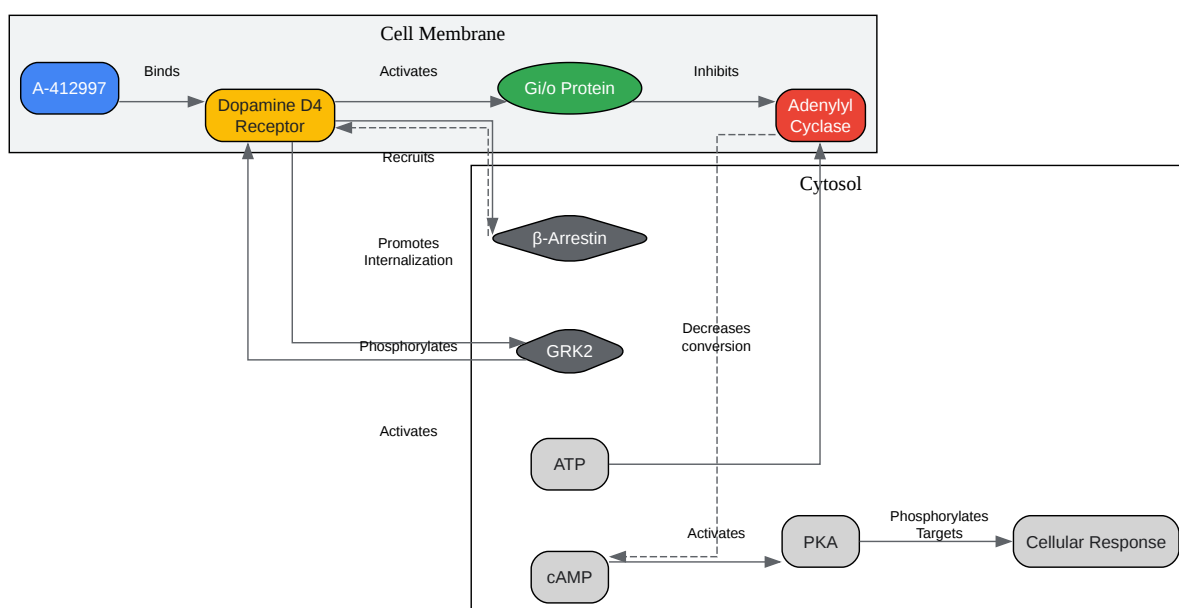 Cell Membrane
A-412997
Binds
Dopamine D4
Receptor
Activates
Gi/o Protein
Inhibits
Adenylyl
Cyclase
Recruits
Cytosol
β-Arrestin
Promotes
Internalization
Decreases
conversion
Phosphorylates
GRK2
Activates
ATP
cAMP
Activates
PKA
Phosphorylates
Targets
Cellular Response